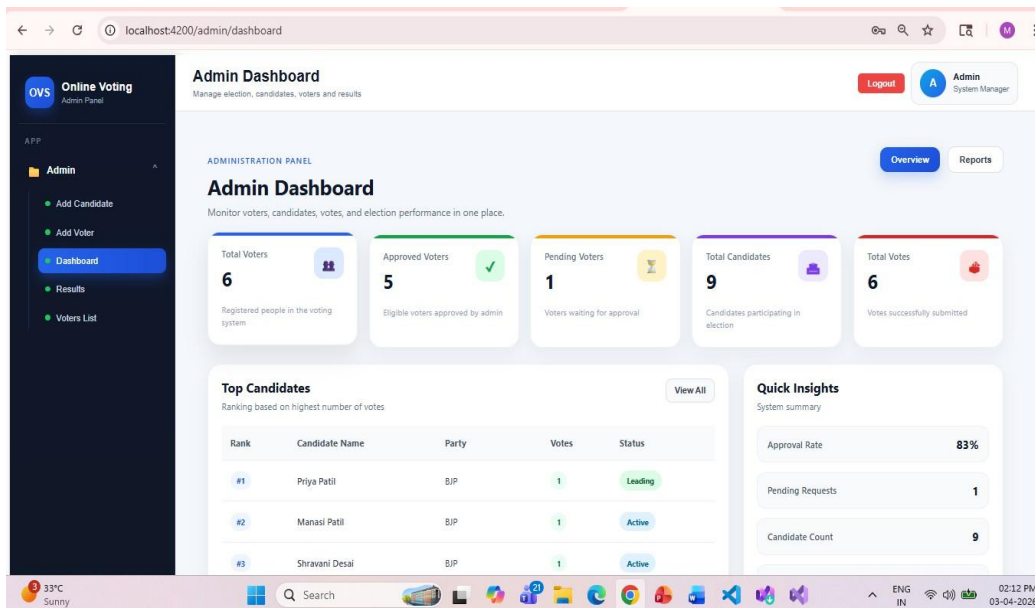 localhost:4200/admin/dashboard
M
OVS
Online Voting
Admin Panel
APP
Admin
Add Candidate
Add Voter
Dashboard
Results
Voters List
Admin Dashboard
Manage election, candidates, voters and results
Logout
A
Admin
System Manager
ADMINISTRATION PANEL
Admin Dashboard
Monitor voters, candidates, votes, and election performance in one place.
Overview
Reports
Total Voters
6
Registered people in the voting
system
Approved Voters
5
Eligible voters approved by admin
Pending Voters
1
Voters waiting for approval
Total Candidates
9
Candidates participating in
election
Total Votes
6
Votes successfully submitted
Top Candidates
Ranking based on highest number of votes
View All
Rank Candidate Name Party Votes Status
#1 Priya Patil BJP 1 Leading
#2 Manasi Patil BJP 1 Active
#3 Shravani Desai BJP 1 Active
Quick Insights
System summary
Approval Rate 83%
Pending Requests 1
Candidate Count 9
3
33°C
Sunny
Search
21
ENG
IN
02:12 PM
03-04-2026